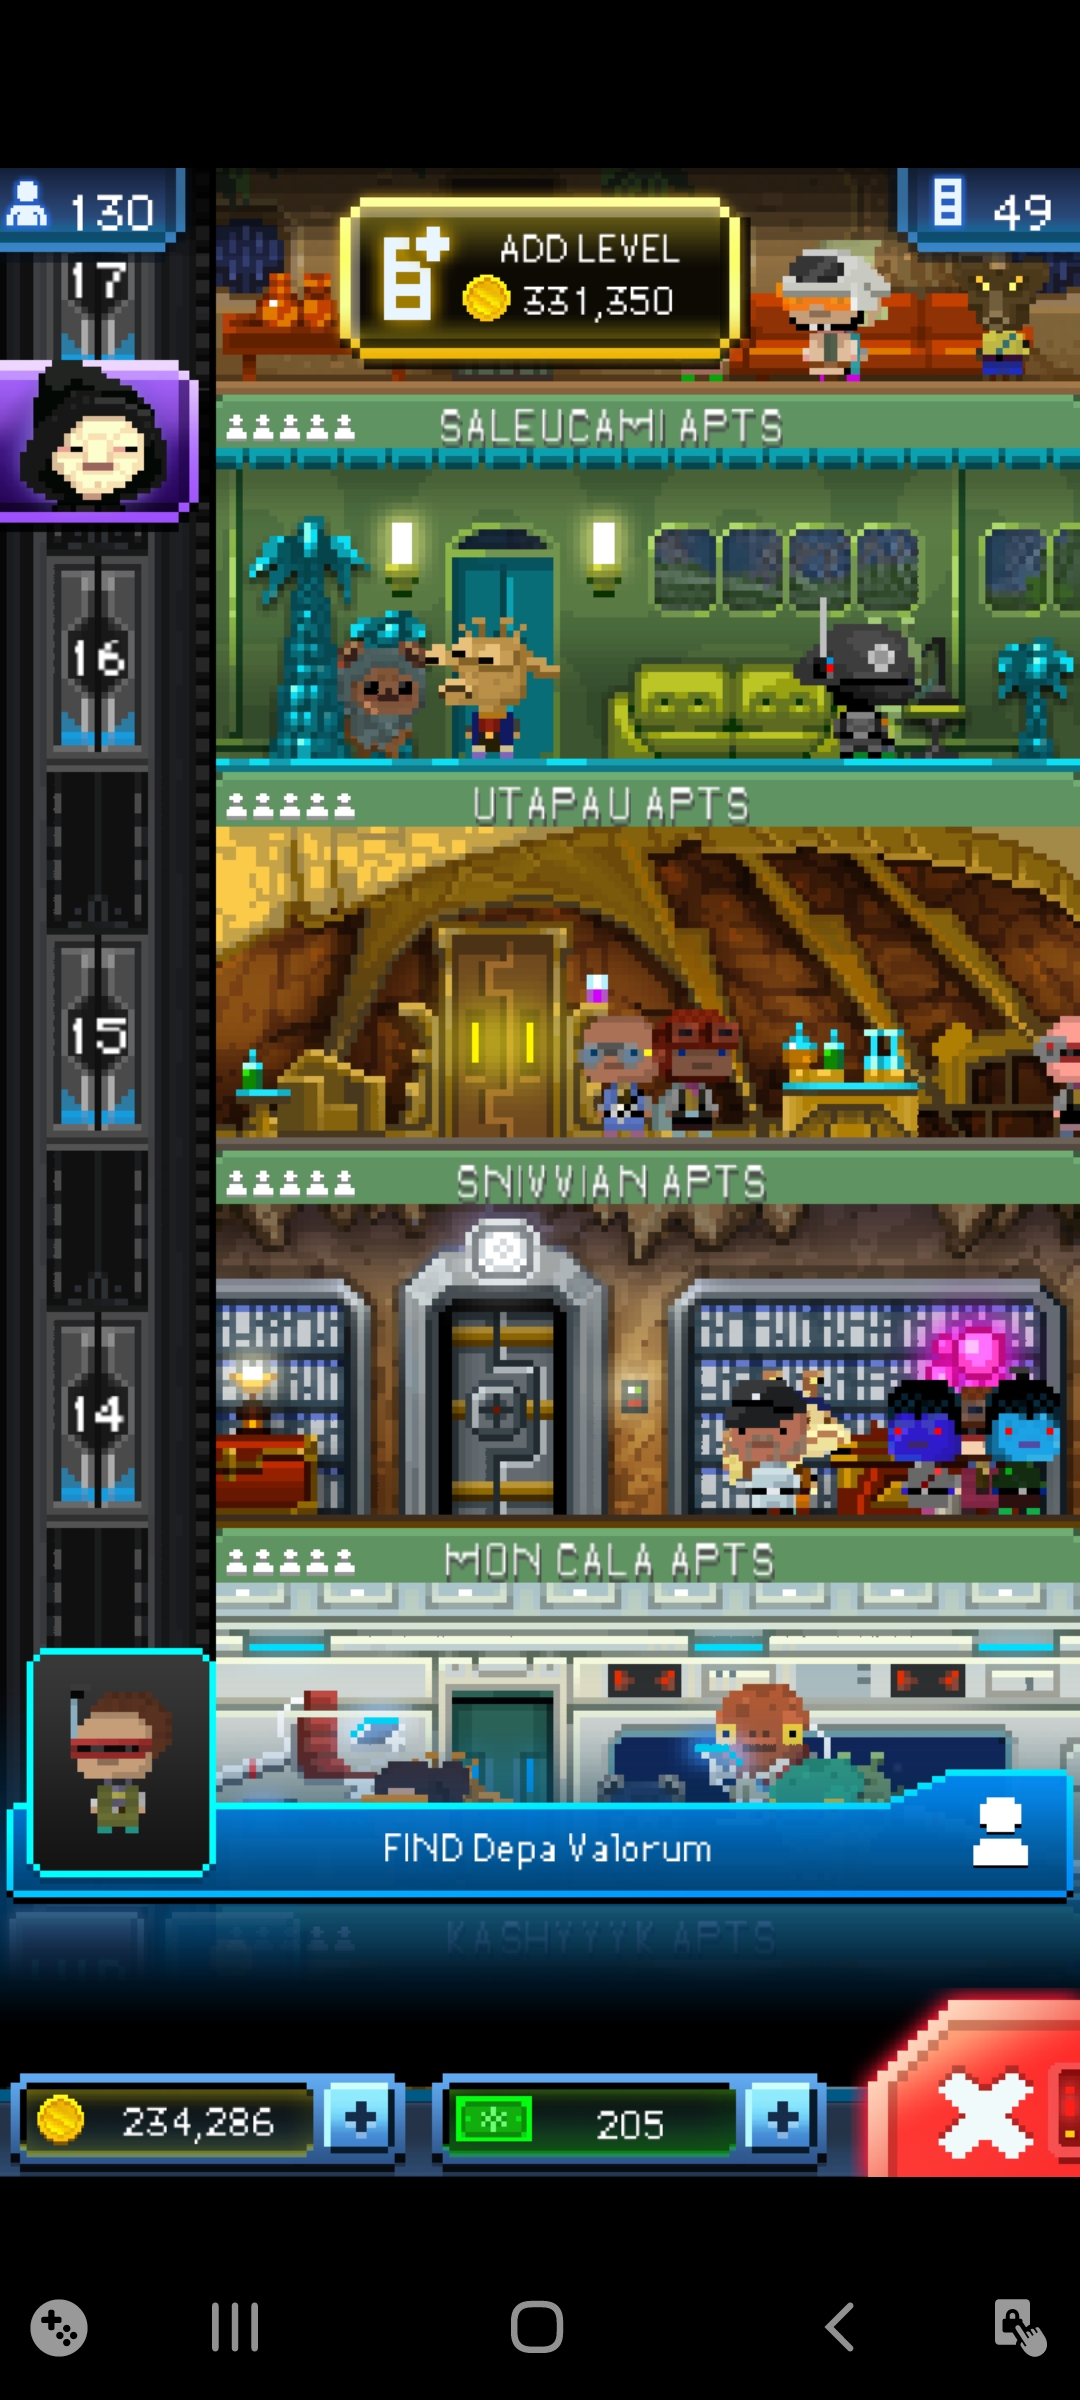 130
ADD LEVEL
331,350
49
17
SALEUCAMI APTS
16
UTAPAU APTS
15
SNIVVIAN APTS
14
MON CALA APTS
FIND Depa Valorum
KASHYYYK APTS
234,286
205